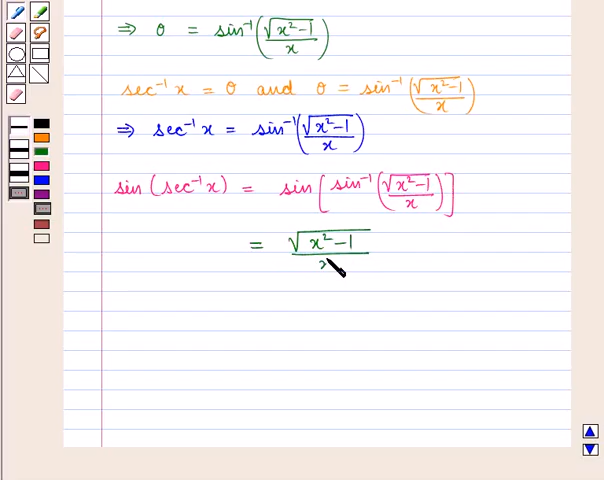 ⇒ θ = sin⁻¹(√(x²−1)/x)
sec⁻¹ x = θ and θ = sin⁻¹(√(x²−1)/x)
⇒ sec⁻¹ x = sin⁻¹(√(x²−1)/x)
sin(sec⁻¹ x) = sin[sin⁻¹(√(x²−1)/x)]
= √(x²−1)/x